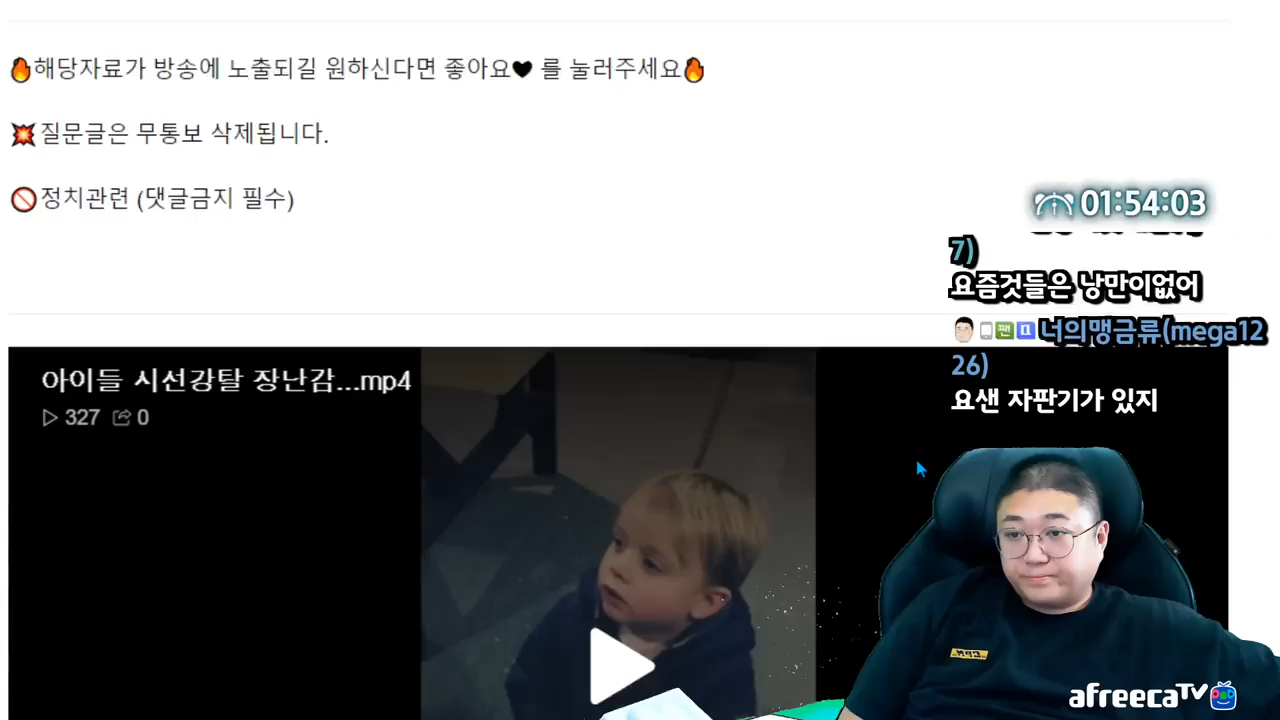 🔥해당자료가 방송에 노출되길 원하신다면 좋아요🖤 를 눌러주세요🔥
💥질문글은 무통보 삭제됩니다.
🚫정치관련 (댓글금지 필수)
01:54:03
7)
요즘것들은 낭만이없어
팬 너의맹금류(mega12
26)
요샌 자판기가 있지
아이들 시선강탈 장난감...mp4
▷ 327 0
afreecaTV